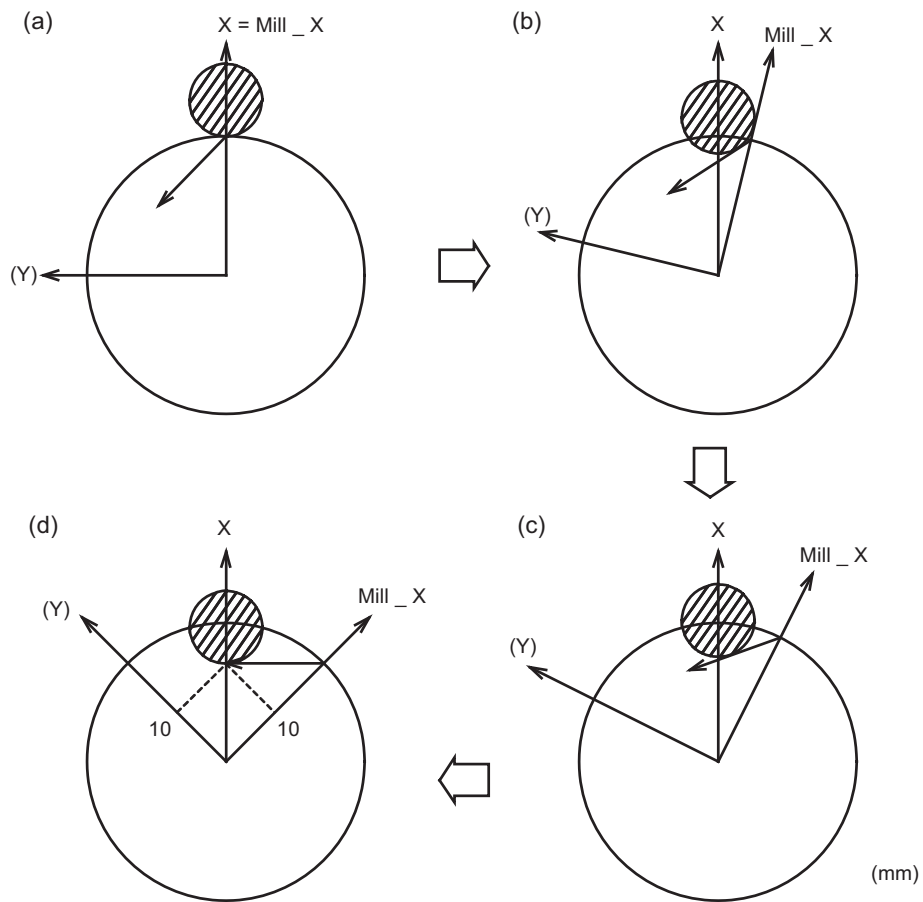 (a)
X = Mill _ X
(Y)
(b)
X
Mill _ X
(Y)
(d)
X
Mill _ X
(Y)
10
10
(c)
X
Mill _ X
(Y)
(mm)